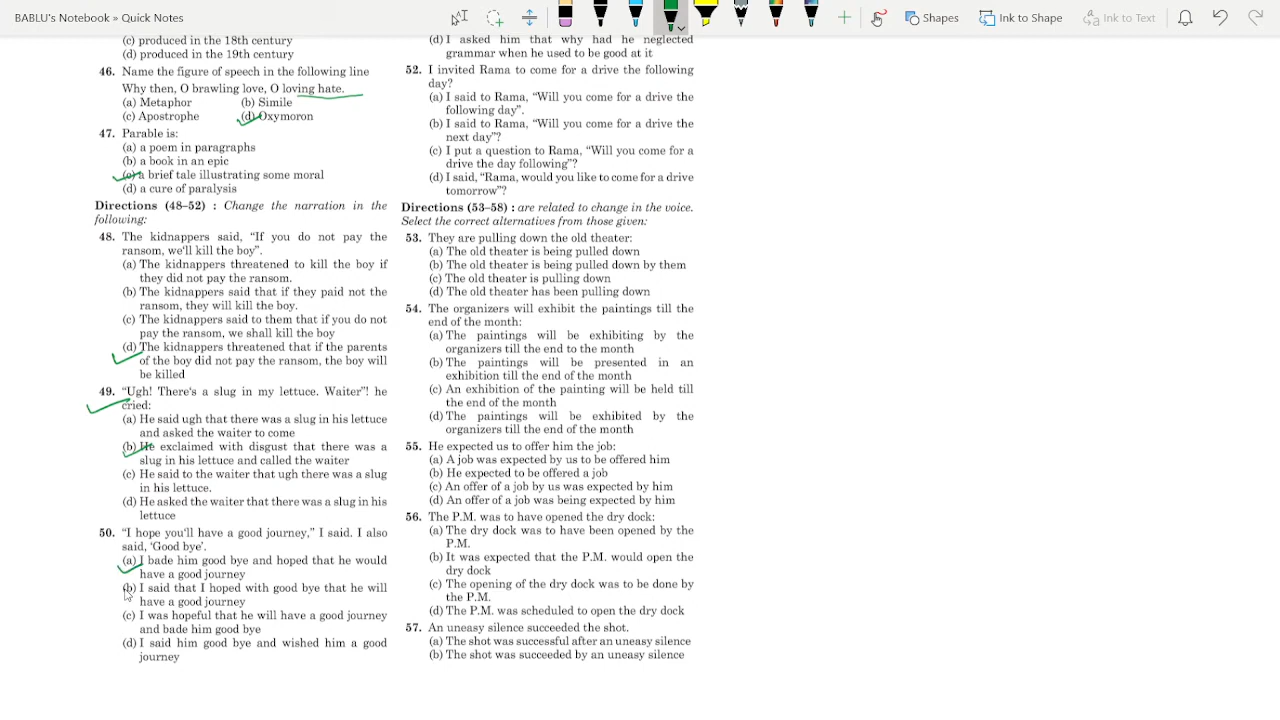 BABLU's Notebook » Quick Notes
Shapes
Ink to Shape
Ink to Text
(c) produced in the 18th century
(d) produced in the 19th century
46. Name the figure of speech in the following line
Why then, O brawling love, O loving hate.
(a) Metaphor (b) Simile
(c) Apostrophe (d) Oxymoron
47. Parable is:
(a) a poem in paragraphs
(b) a book in an epic
(c) a brief tale illustrating some moral
(d) a cure of paralysis
Directions (48–52) : Change the narration in the
following:
48. The kidnappers said, "If you do not pay the
ransom, we'll kill the boy".
(a) The kidnappers threatened to kill the boy if
they did not pay the ransom.
(b) The kidnappers said that if they paid not the
ransom, they will kill the boy.
(c) The kidnappers said to them that if you do not
pay the ransom, we shall kill the boy
(d) The kidnappers threatened that if the parents
of the boy did not pay the ransom, the boy will
be killed
49. "Ugh! There's a slug in my lettuce. Waiter"! he
cried:
(a) He said ugh that there was a slug in his lettuce
and asked the waiter to come
(b) He exclaimed with disgust that there was a
slug in his lettuce and called the waiter
(c) He said to the waiter that ugh there was a slug
in his lettuce.
(d) He asked the waiter that there was a slug in his
lettuce
50. "I hope you'll have a good journey," I said. I also
said, 'Good bye'.
(a) I bade him good bye and hoped that he would
have a good journey
(b) I said that I hoped with good bye that he will
have a good journey
(c) I was hopeful that he will have a good journey
and bade him good bye
(d) I said him good bye and wished him a good
journey
(d) I asked him that why had he neglected
grammar when he used to be good at it
52. I invited Rama to come for a drive the following
day?
(a) I said to Rama, "Will you come for a drive the
following day".
(b) I said to Rama, "Will you come for a drive the
next day"?
(c) I put a question to Rama, "Will you come for a
drive the day following"?
(d) I said, "Rama, would you like to come for a drive
tomorrow"?
Directions (53–58) : are related to change in the voice.
Select the correct alternatives from those given:
53. They are pulling down the old theater:
(a) The old theater is being pulled down
(b) The old theater is being pulled down by them
(c) The old theater is pulling down
(d) The old theater has been pulling down
54. The organizers will exhibit the paintings till the
end of the month:
(a) The paintings will be exhibiting by the
organizers till the end to the month
(b) The paintings will be presented in an
exhibition till the end of the month
(c) An exhibition of the painting will be held till
the end of the month
(d) The paintings will be exhibited by the
organizers till the end of the month
55. He expected us to offer him the job:
(a) A job was expected by us to be offered him
(b) He expected to be offered a job
(c) An offer of a job by us was expected by him
(d) An offer of a job was being expected by him
56. The P.M. was to have opened the dry dock:
(a) The dry dock was to have been opened by the
P.M.
(b) It was expected that the P.M. would open the
dry dock
(c) The opening of the dry dock was to be done by
the P.M.
(d) The P.M. was scheduled to open the dry dock
57. An uneasy silence succeeded the shot.
(a) The shot was successful after an uneasy silence
(b) The shot was succeeded by an uneasy silence